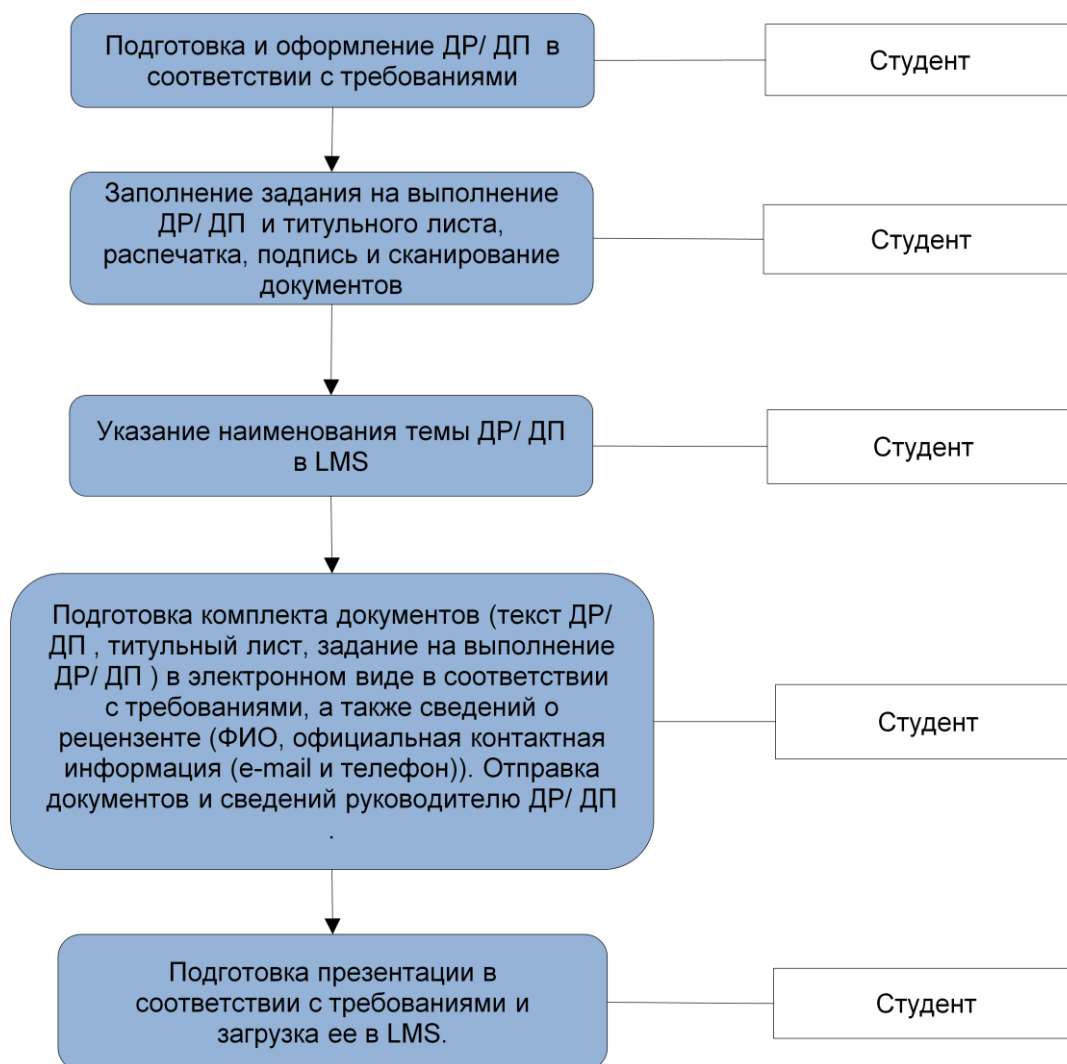 Подготовка и оформление ДР/ ДП в
соответствии с требованиями
Студент
Заполнение задания на выполнение
ДР/ ДП и титульного листа,
распечатка, подпись и сканирование
документов
Студент
Указание наименования темы ДР/ ДП
в LMS
Студент
Подготовка комплекта документов (текст ДР/
ДП , титульный лист, задание на выполнение
ДР/ ДП ) в электронном виде в соответствии
с требованиями, а также сведений о
рецензенте (ФИО, официальная контактная
информация (e-mail и телефон)). Отправка
документов и сведений руководителю ДР/ ДП
.
Студент
Подготовка презентации в
соответствии с требованиями и
загрузка ее в LMS.
Студент